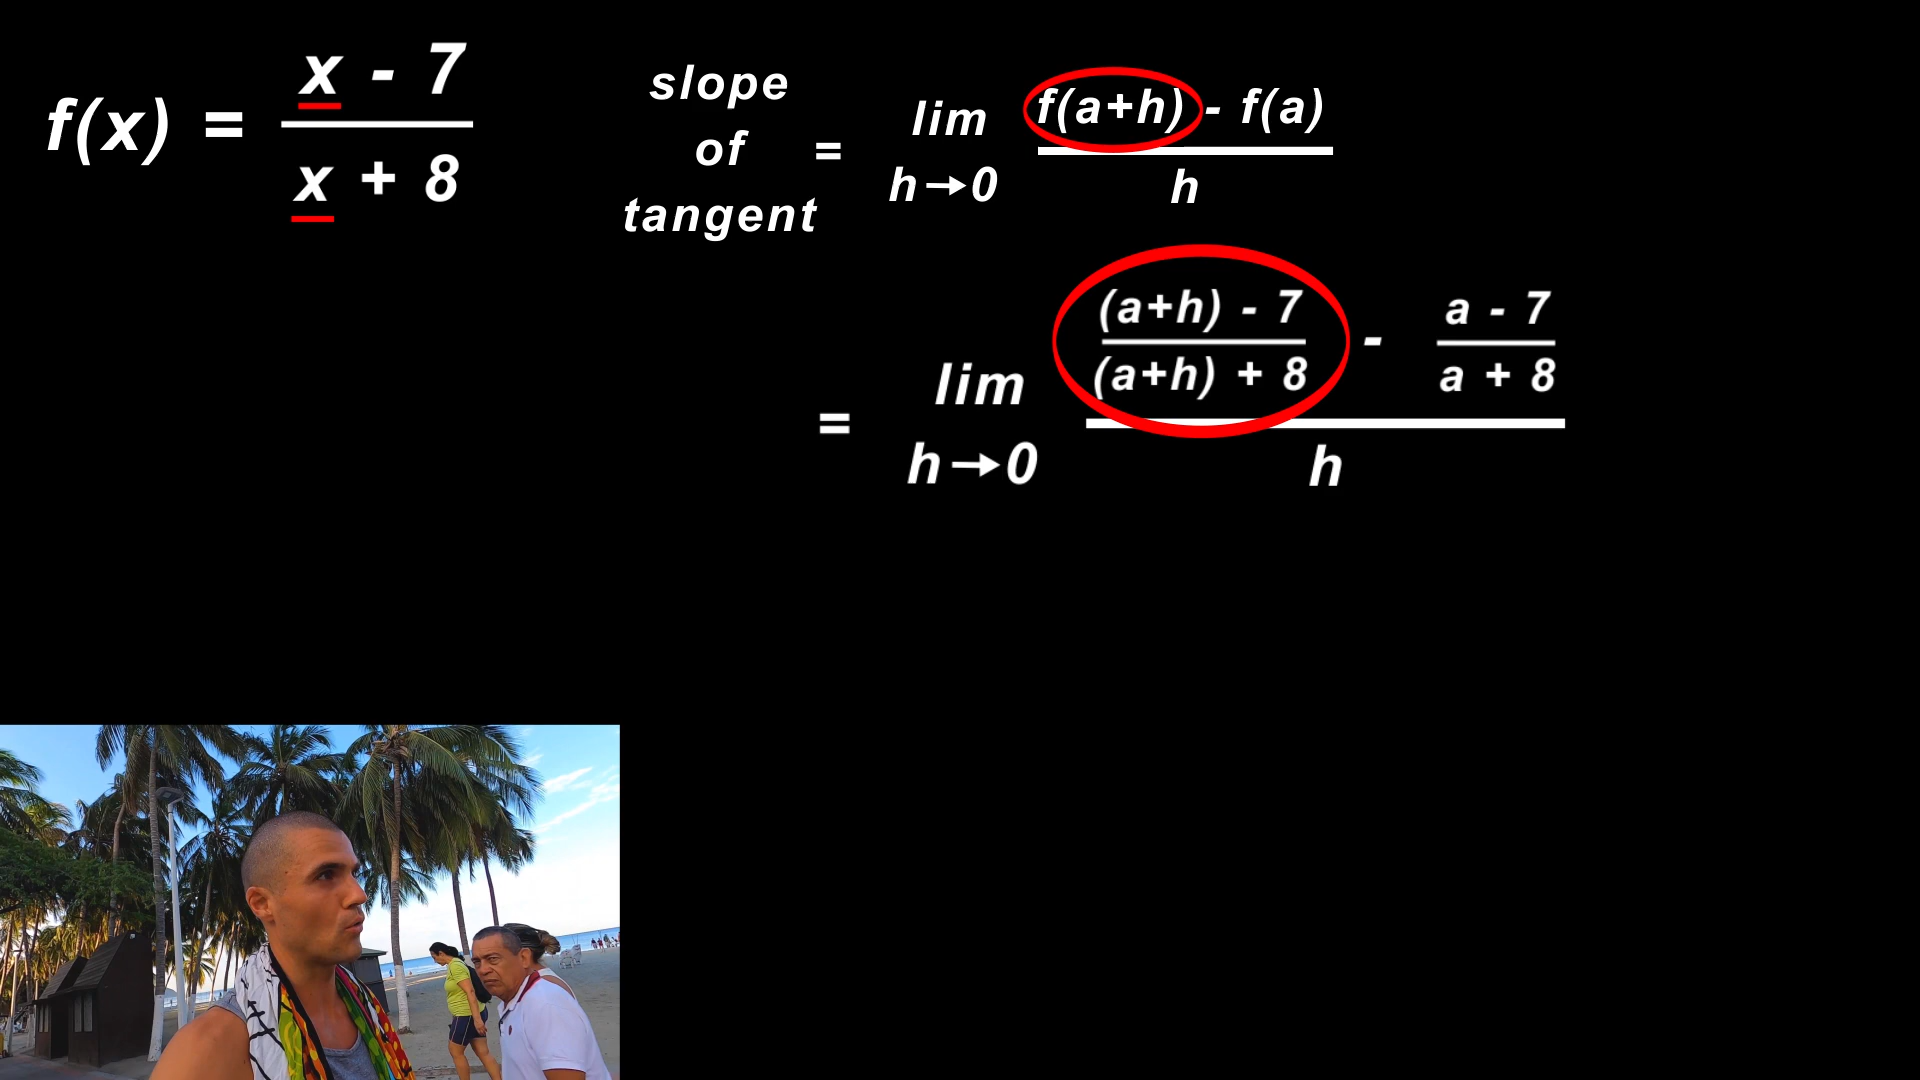 f(x) = x - 7 / x + 8
slope of tangent = lim h→0 f(a+h) - f(a) / h
= lim h→0 (a+h) - 7 / (a+h) + 8 - a - 7 / a + 8 / h